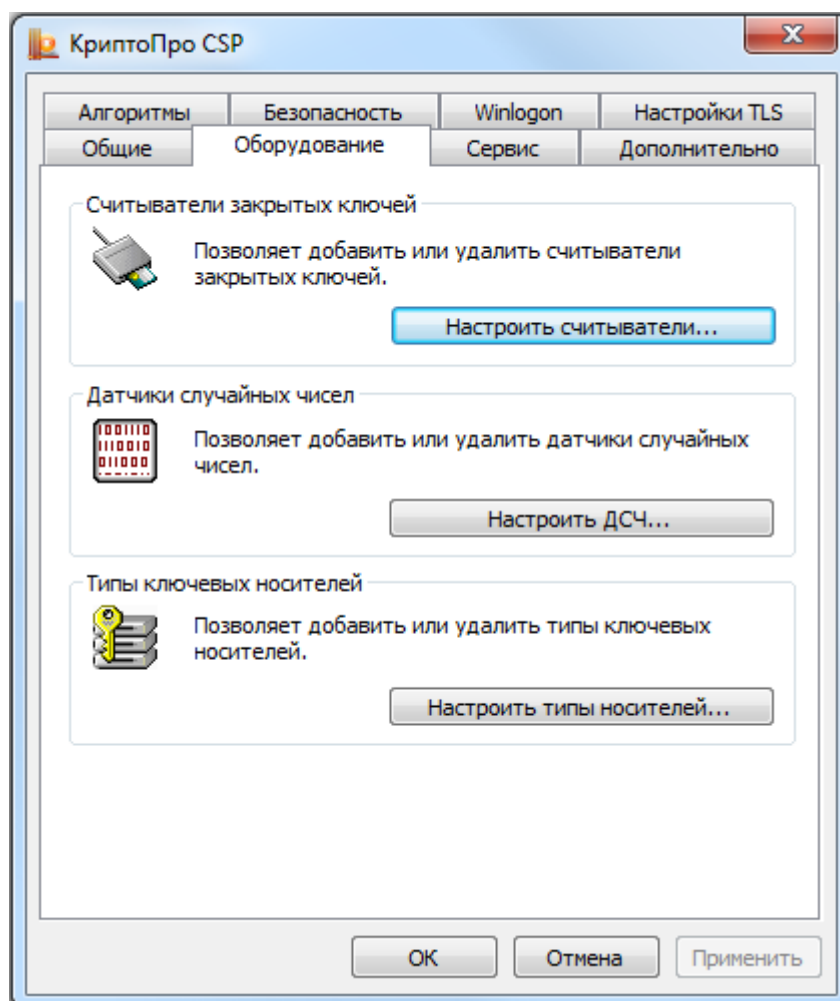 КриптоПро CSP
Алгоритмы Безопасность Winlogon Настройки TLS
Общие Оборудование Сервис Дополнительно
Считыватели закрытых ключей
Позволяет добавить или удалить считыватели
закрытых ключей.
Настроить считыватели...
Датчики случайных чисел
Позволяет добавить или удалить датчики случайных
чисел.
Настроить ДСЧ...
Типы ключевых носителей
Позволяет добавить или удалить типы ключевых
носителей.
Настроить типы носителей...
ОК Отмена Применить